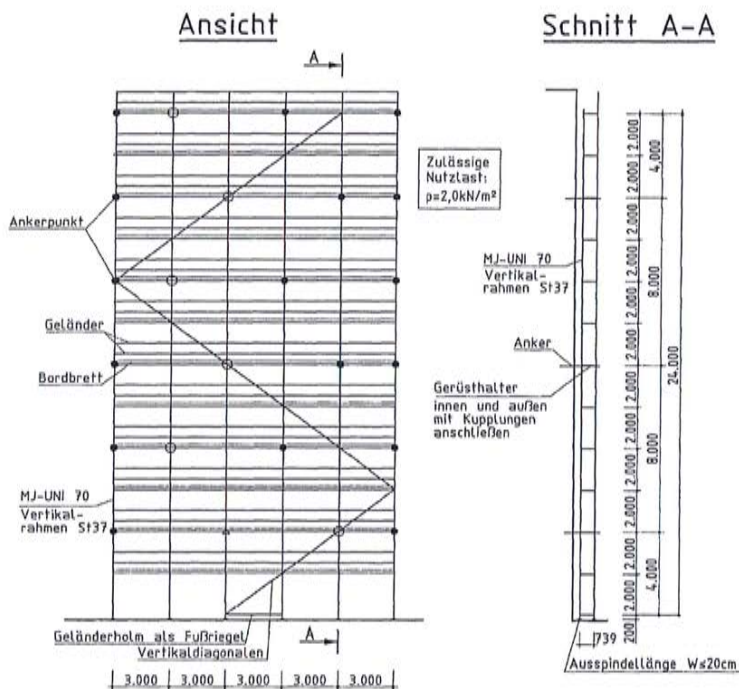 Ansicht
Schnitt A-A
A
Zulässige
Nutzlast:
p=2,0kN/m²
Ankerpunkt
Geländer
Bordbrett
MJ-UNI 70
Vertikal-
rahmen St37
Geländerholm als Fußriegel
Vertikaldiagonalen
A
3.000 3.000 3.000 3.000 3.000
MJ-UNI 70
Vertikal-
rahmen St37
Anker
Gerüsthalter
innen und außen
mit Kupplungen
anschließen
2.000
2.000
2.000
2.000
2.000
2.000
2.000
2.000
2.000
2.000
2.000
2.000
200
4.000
8.000
8.000
4.000
24.000
739
Ausspindellänge W≤20cm